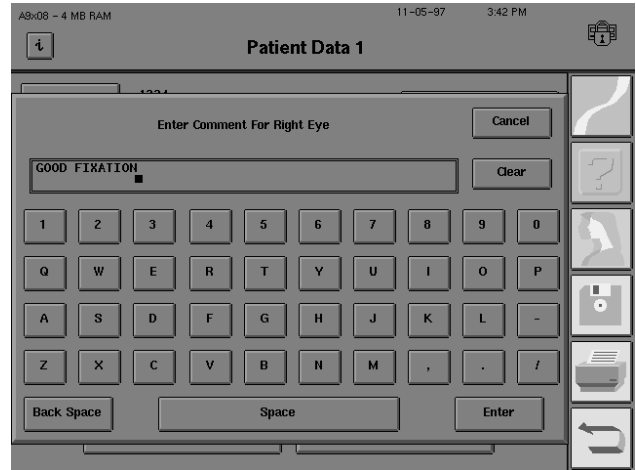 A9x08 – 4 MB RAM 11-05-97 3:42 PM
i Patient Data 1
Enter Comment For Right Eye Cancel
GOOD FIXATION Clear
1 2 3 4 5 6 7 8 9 0
Q W E R T Y U I O P
A S D F G H J K L -
Z X C V B N M , . /
Back Space Space Enter